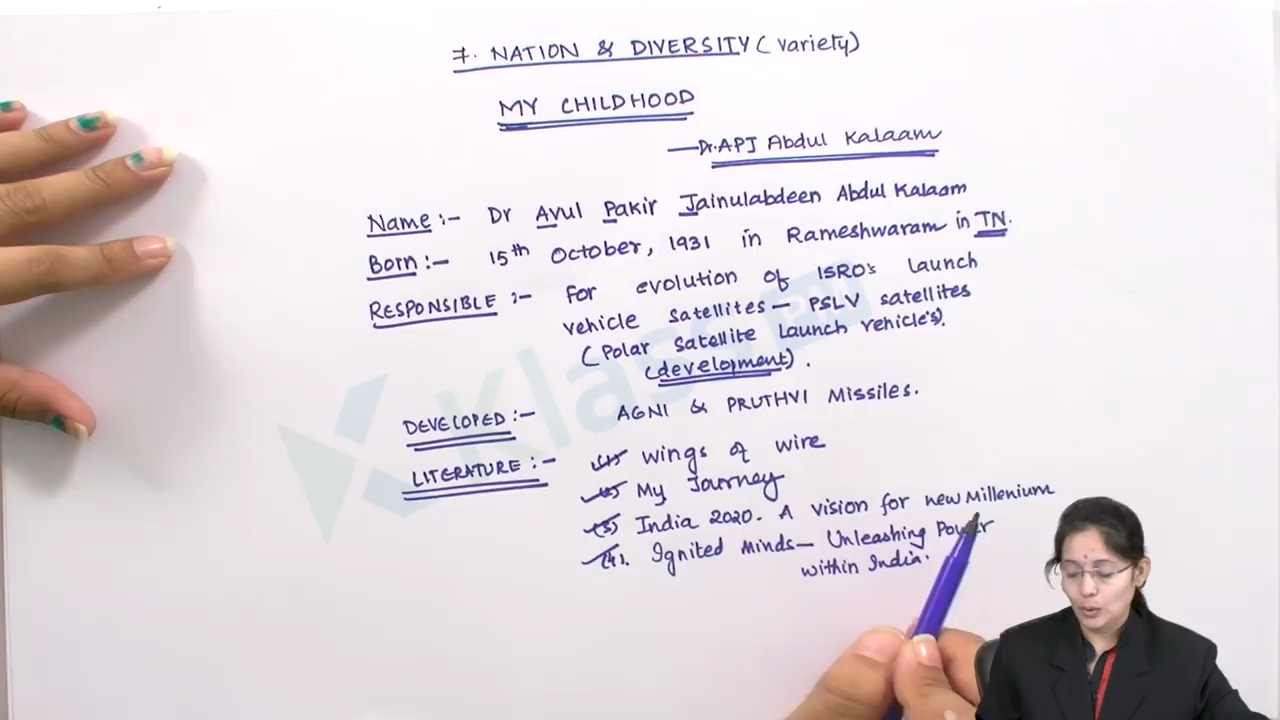 7. NATION & DIVERSITY (variety)
MY CHILDHOOD
— Dr. APJ Abdul Kalaam
Name :- Dr Avul Pakir Jainulabdeen Abdul Kalaam
Born :- 15th October, 1931 in Rameshwaram in TN.
RESPONSIBLE :- for evolution of ISRO's launch
vehicle satellites — PSLV satellites
(Polar Satellite Launch vehicle's).
(development).
DEVELOPED :- AGNI & PRUTHVI Missiles.
LITERATURE :- (1) Wings of wire
(2) My Journey
(3) India 2020. A vision for new Millenium
(4). Ignited Minds — Unleashing Power
within India.
Klass